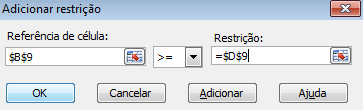 Adicionar restrição
Referência de célula: Restrição:
$B$9 >= =$D$9
OK Cancelar Adicionar Ajuda